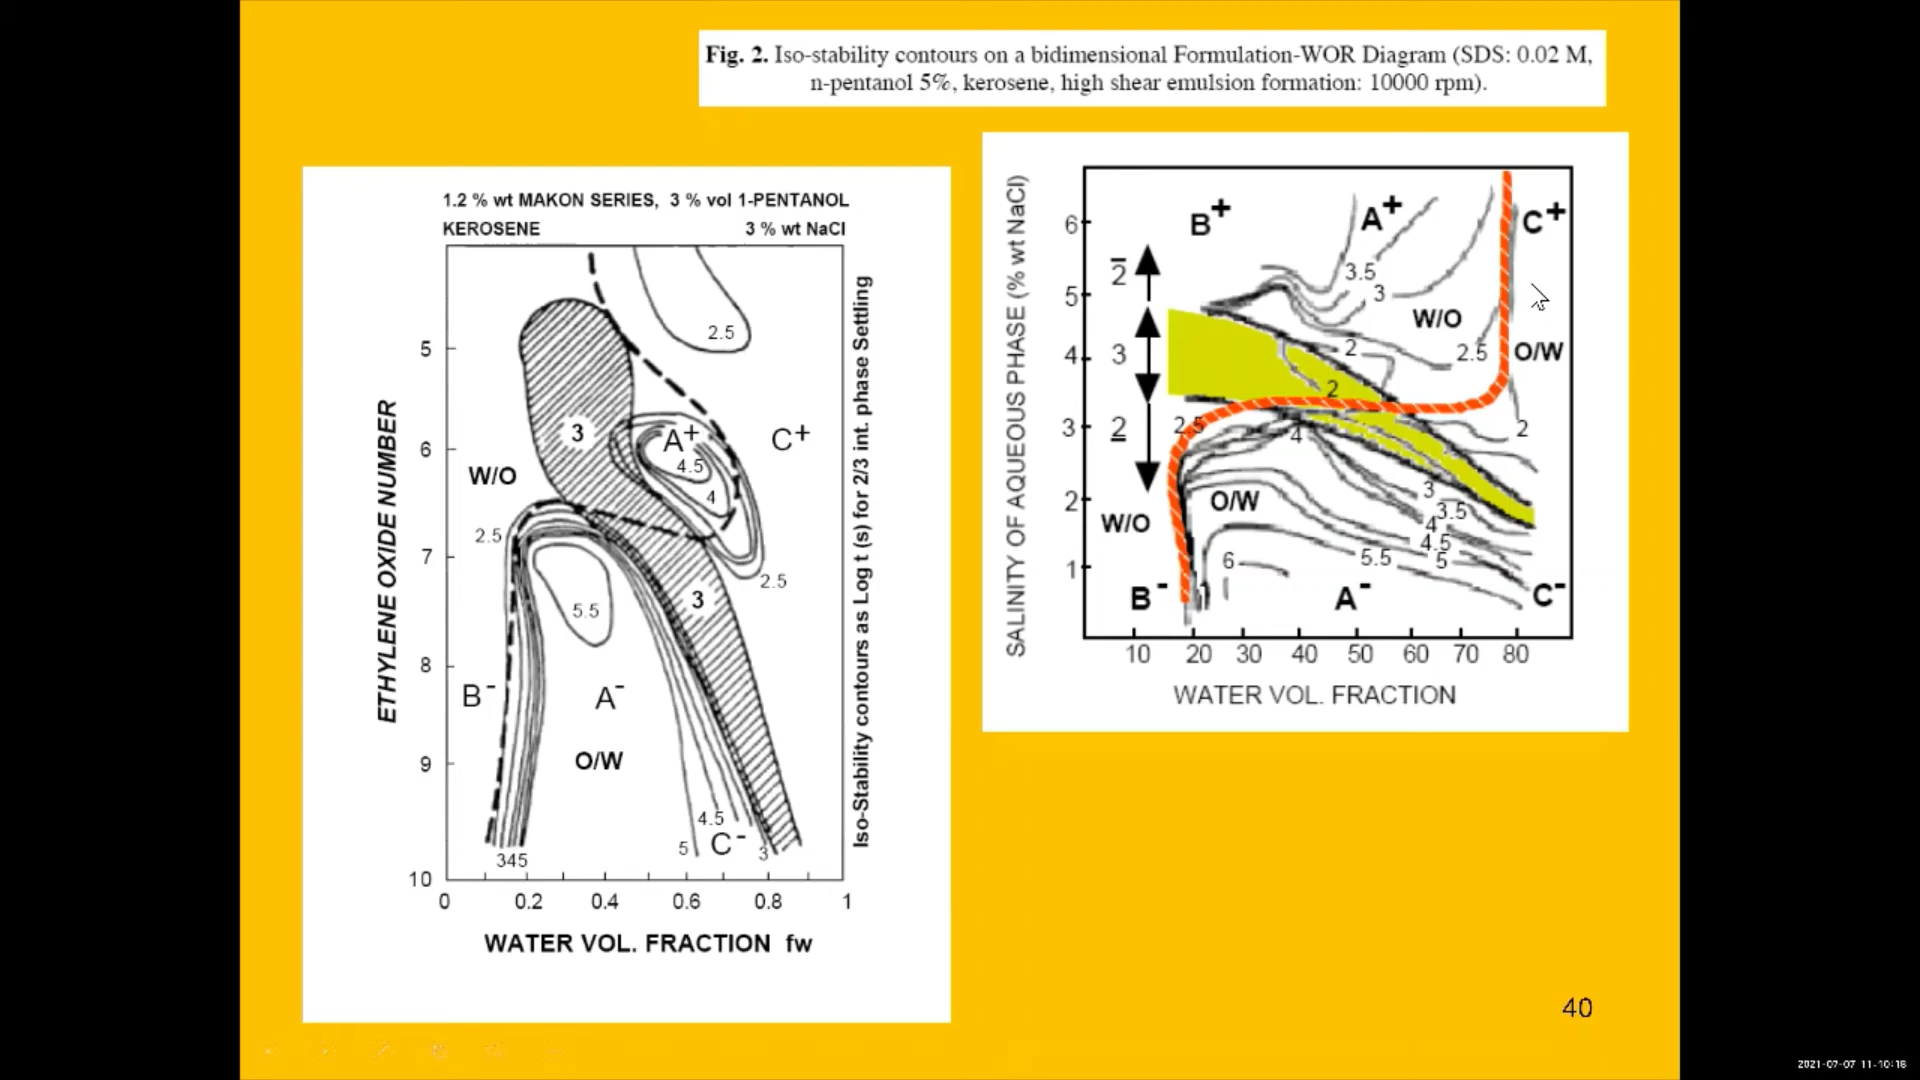 Fig. 2. Iso-stability contours on a bidimensional Formulation-WOR Diagram (SDS: 0.02 M,
n-pentanol 5%, kerosene, high shear emulsion formation: 10000 rpm).
1.2 % wt MAKON SERIES, 3 % vol 1-PENTANOL
KEROSENE 3 % wt NaCl
ETHYLENE OXIDE NUMBER
5
6
7
8
9
10
2.5
3
A+
C+
4.5
4
W/O
2.5
2.5
5.5
3
B-
A-
O/W
4.5
5
C-
3
345
0 0.2 0.4 0.6 0.8 1
WATER VOL. FRACTION fw
Iso-Stability contours as Log t (s) for 2/3 int. phase Settling
SALINITY OF AQUEOUS PHASE (% wt NaCl)
6
5
4
3
2
1
B+
A+
C+
2̅
3
2̲
3.5
3
W/O
2
2.5
O/W
2
2.5
4
2
3
3.5
4
4.5
5
5.5
6
O/W
W/O
B-
A-
C-
10 20 30 40 50 60 70 80
WATER VOL. FRACTION
40
2021-07-07 11-10-16